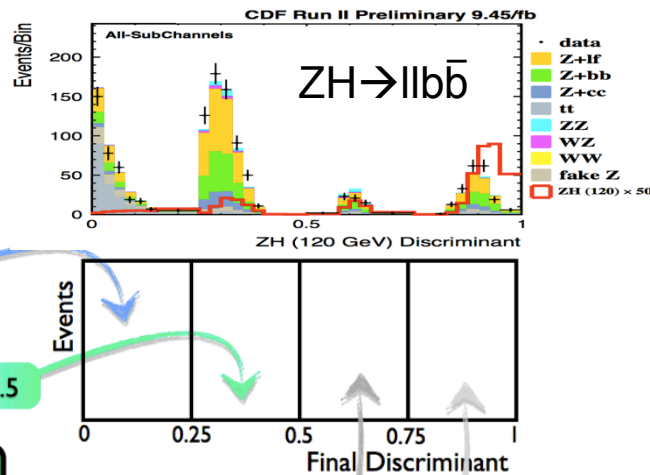 CDF Run II Preliminary 9.45/fb
All-SubChannels
ZH→llbb̄
Events/Bin
200
150
100
50
0
0 0.5 1
ZH (120 GeV) Discriminant
data
Z+lf
Z+bb
Z+cc
tt
ZZ
WZ
WW
fake Z
ZH (120) × 50
.5
Events
0 0.25 0.5 0.75 1
Final Discriminant